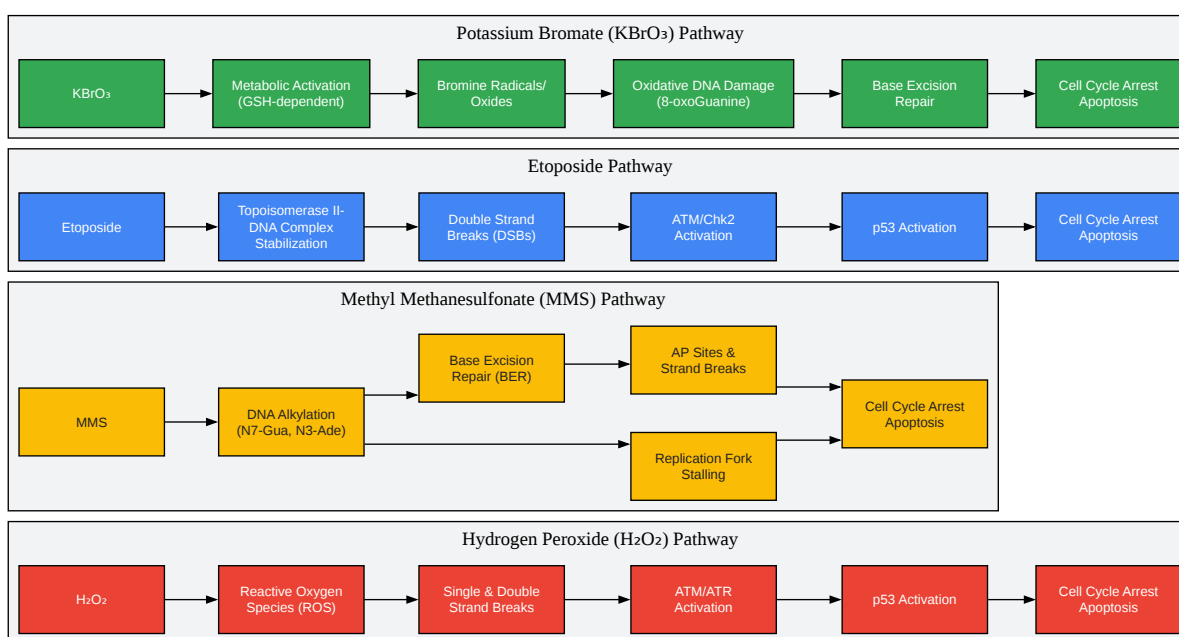 Potassium Bromate (KBrO₃) Pathway
KBrO₃
Metabolic Activation
(GSH-dependent)
Bromine Radicals/
Oxides
Oxidative DNA Damage
(8-oxoGuanine)
Base Excision
Repair
Cell Cycle Arrest
Apoptosis
Etoposide Pathway
Etoposide
Topoisomerase II-
DNA Complex
Stabilization
Double Strand
Breaks (DSBs)
ATM/Chk2
Activation
p53 Activation
Cell Cycle Arrest
Apoptosis
Methyl Methanesulfonate (MMS) Pathway
MMS
DNA Alkylation
(N7-Gua, N3-Ade)
Base Excision
Repair (BER)
AP Sites &
Strand Breaks
Replication Fork
Stalling
Cell Cycle Arrest
Apoptosis
Hydrogen Peroxide (H₂O₂) Pathway
H₂O₂
Reactive Oxygen
Species (ROS)
Single & Double
Strand Breaks
ATM/ATR
Activation
p53 Activation
Cell Cycle Arrest
Apoptosis